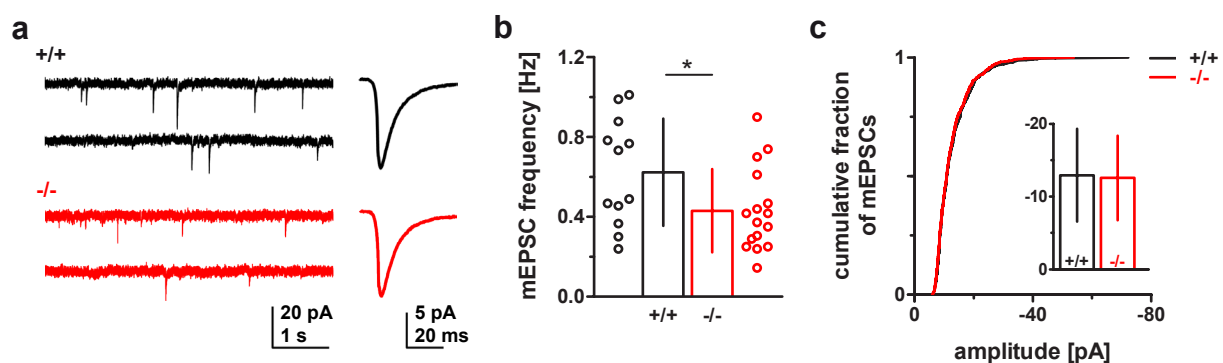 a
+/+
-/-
20 pA
1 s
5 pA
20 ms
b
mEPSC frequency [Hz]
1.2
0.8
0.4
0.0
*
+/+
-/-
c
cumulative fraction
of mEPSCs
1
0
+/+
-/-
-20
-10
0
+/+
-/-
0
-40
-80
amplitude [pA]